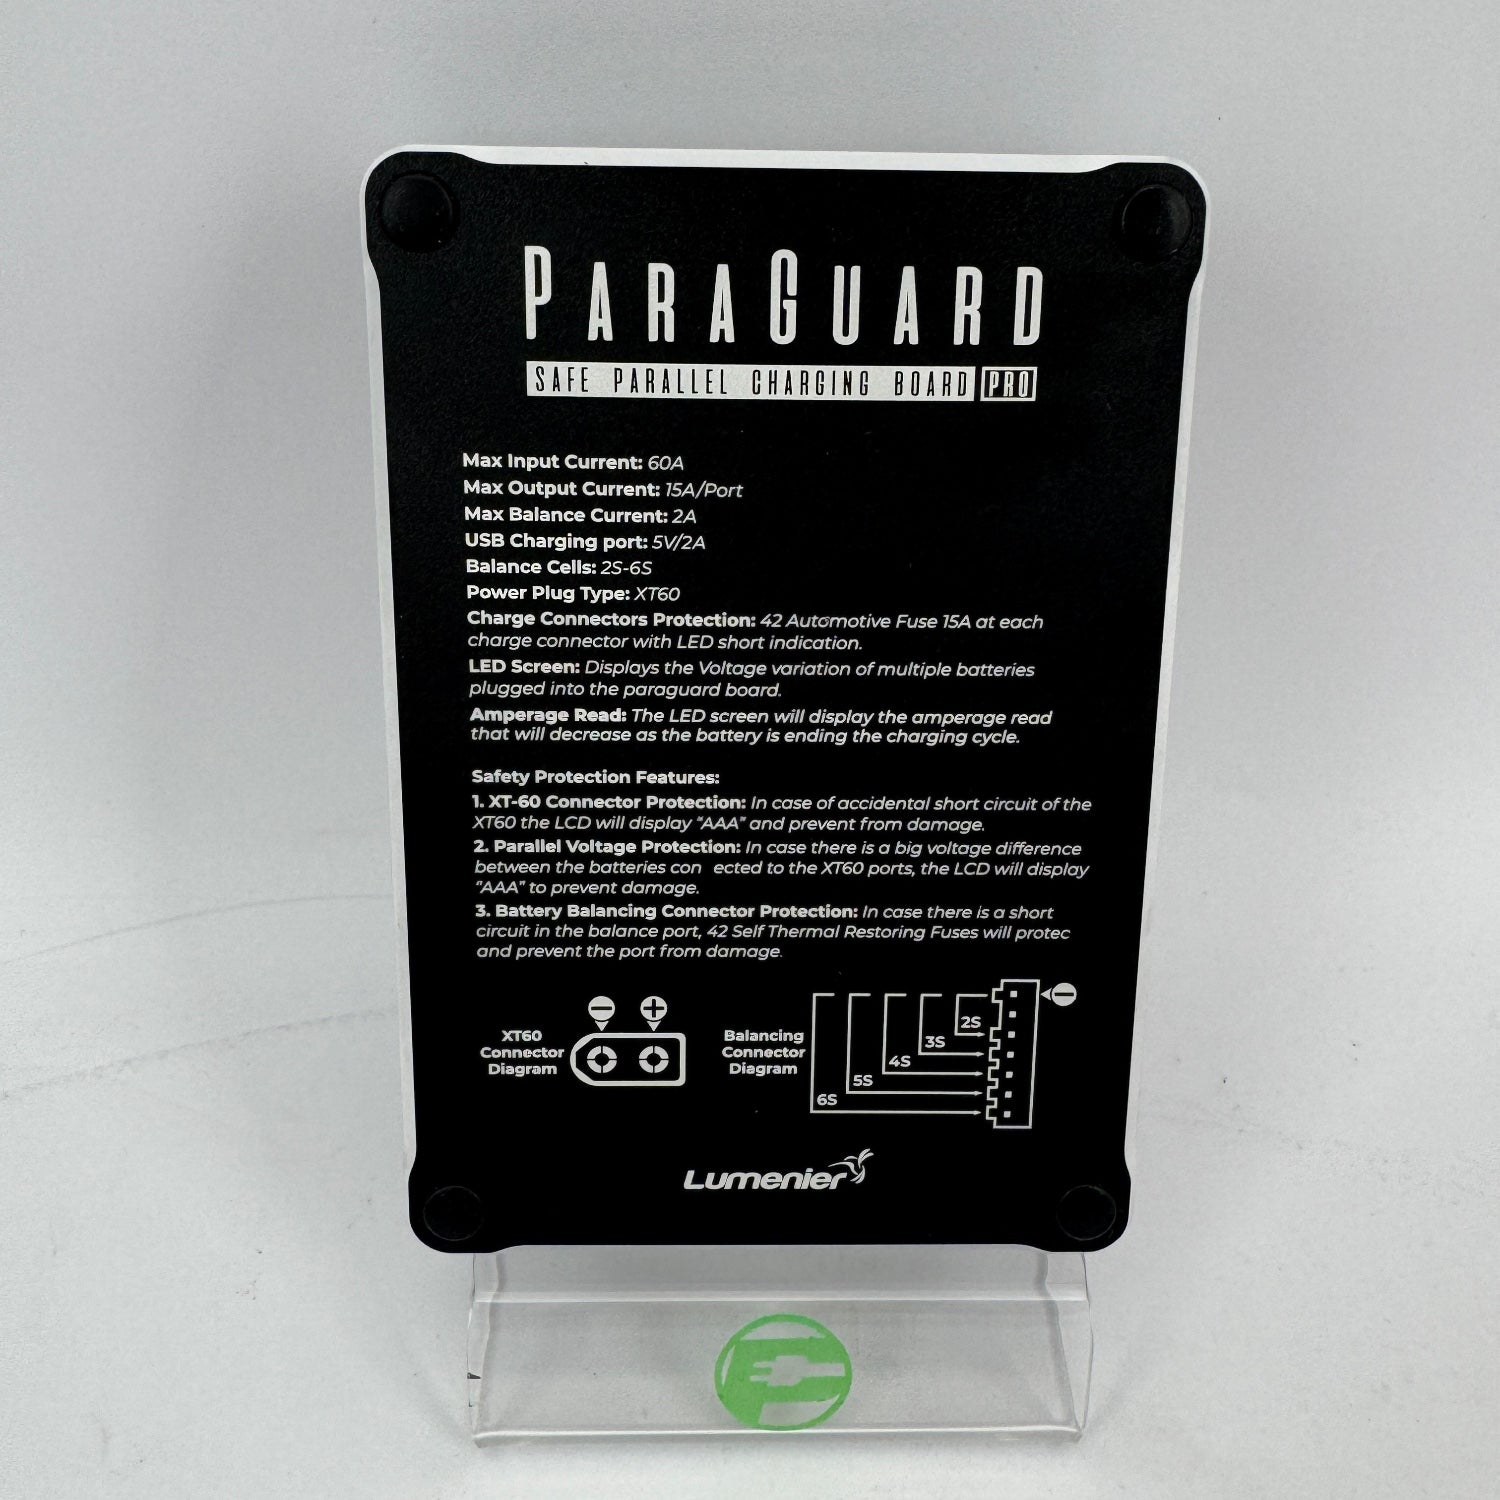 PARAGUARD
SAFE PARALLEL CHARGING BOARD PRO
Max Input Current: 60A
Max Output Current: 15A/Port
Max Balance Current: 2A
USB Charging port: 5V/2A
Balance Cells: 2S-6S
Power Plug Type: XT60
Charge Connectors Protection: 42 Automotive Fuse 15A at each
charge connector with LED short indication.
LED Screen: Displays the Voltage variation of multiple batteries
plugged into the paraguard board.
Amperage Read: The LED screen will display the amperage read
that will decrease as the battery is ending the charging cycle.
Safety Protection Features:
1. XT-60 Connector Protection: In case of accidental short circuit of the
XT60 the LCD will display "AAA" and prevent from damage.
2. Parallel Voltage Protection: In case there is a big voltage difference
between the batteries con ected to the XT60 ports, the LCD will display
"AAA" to prevent damage.
3. Battery Balancing Connector Protection: In case there is a short
circuit in the balance port, 42 Self Thermal Restoring Fuses will protec
and prevent the port from damage.
XT60
Connector
Diagram
Balancing
Connector
Diagram
2S
3S
4S
5S
6S
Lumenier